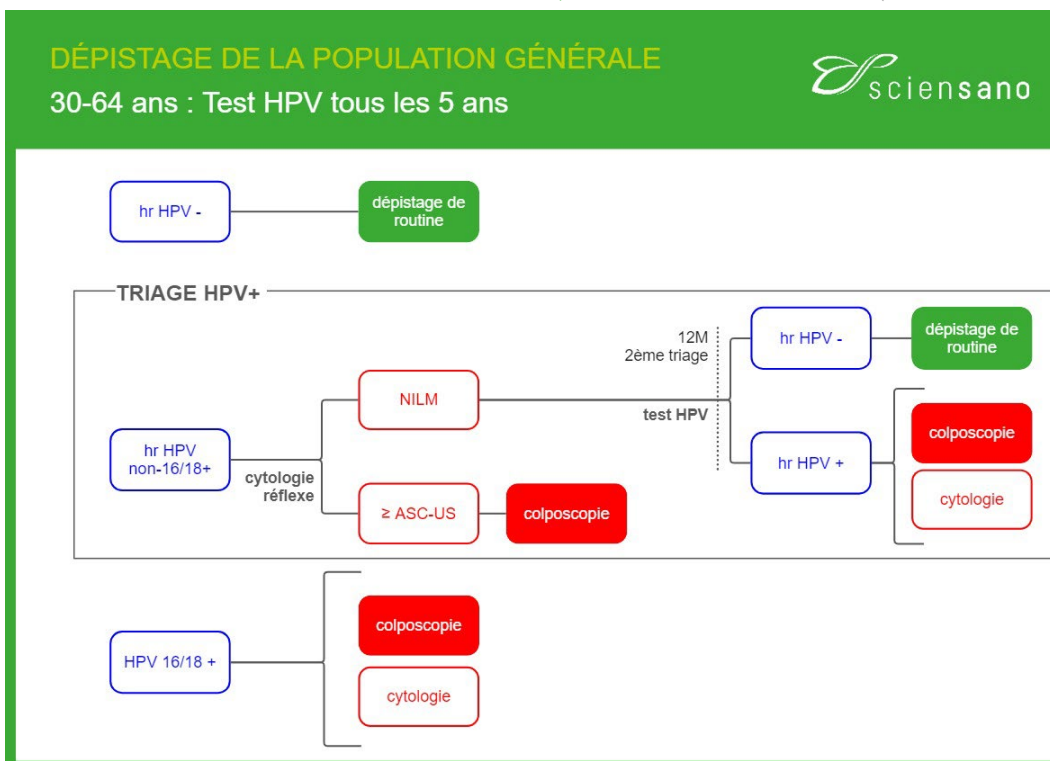 DÉPISTAGE DE LA POPULATION GÉNÉRALE
30-64 ans : Test HPV tous les 5 ans
sciensano
hr HPV -
dépistage de
routine
TRIAGE HPV+
hr HPV
non-16/18+
cytologie
réflexe
NILM
≥ ASC-US
colposcopie
12M
2ème triage
test HPV
hr HPV -
dépistage de
routine
hr HPV +
colposcopie
cytologie
HPV 16/18 +
colposcopie
cytologie